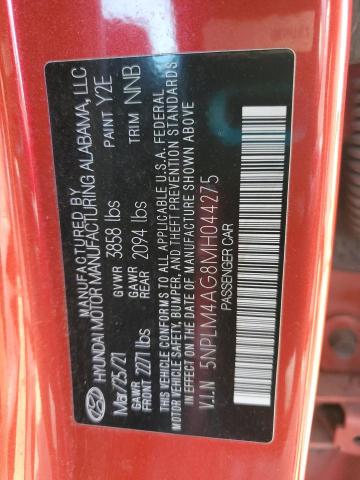 MANUFACTURED BY
HYUNDAI MOTOR MANUFACTURING ALABAMA, LLC
Mar/25/21 GVWR 3858 lbs PAINT Y2E
GAWR FRONT 2271 lbs GAWR REAR 2094 lbs TRIM NNB
THIS VEHICLE CONFORMS TO ALL APPLICABLE U.S.A. FEDERAL
MOTOR VEHICLE SAFETY, BUMPER, AND THEFT PREVENTION STANDARDS
IN EFFECT ON THE DATE OF MANUFACTURE SHOWN ABOVE
V.I.N 5NPLM4AG8MH044275
PASSENGER CAR